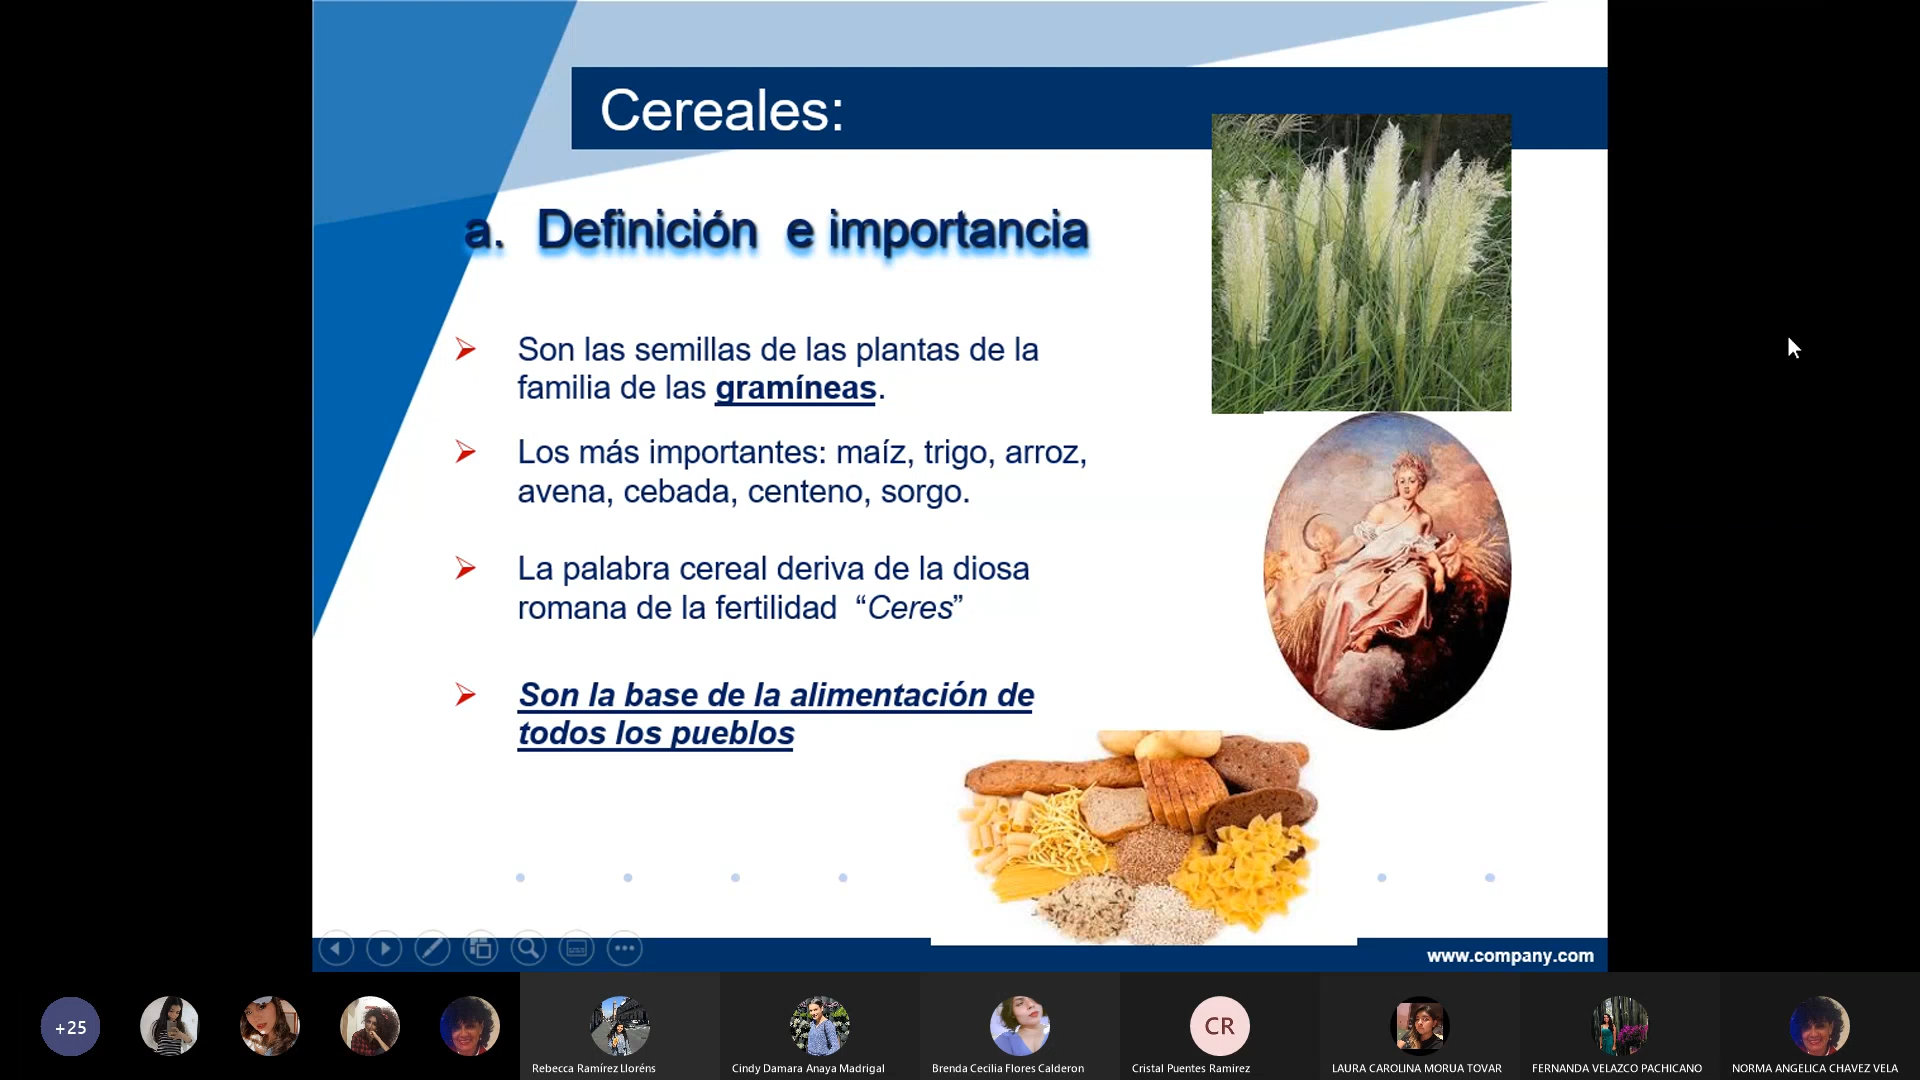 Cereales:
a. Definición e importancia
Son las semillas de las plantas de la
familia de las gramíneas.
Los más importantes: maíz, trigo, arroz,
avena, cebada, centeno, sorgo.
La palabra cereal deriva de la diosa
romana de la fertilidad “Ceres”
Son la base de la alimentación de
todos los pueblos
www.company.com
+25
CR
Rebecca Ramírez Lloréns
Cindy Damara Anaya Madrigal
Brenda Cecilia Flores Calderon
Cristal Puentes Ramirez
LAURA CAROLINA MORUA TOVAR
FERNANDA VELAZCO PACHICANO
NORMA ANGELICA CHAVEZ VELA